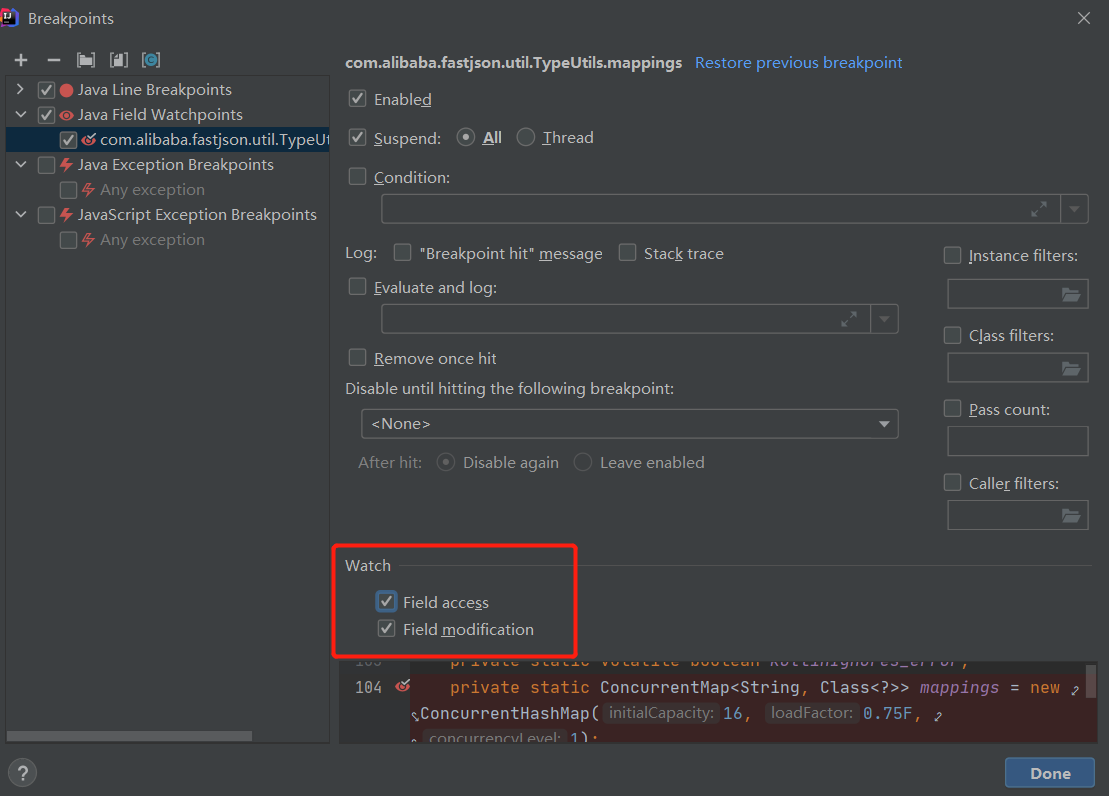 Breakpoints
com.alibaba.fastjson.util.TypeUtils.mappings Restore previous breakpoint
Java Line Breakpoints
Java Field Watchpoints
com.alibaba.fastjson.util.TypeUt
Java Exception Breakpoints
Any exception
JavaScript Exception Breakpoints
Any exception
Enabled
Suspend: All Thread
Condition:
Log: "Breakpoint hit" message Stack trace
Evaluate and log:
Remove once hit
Disable until hitting the following breakpoint:
<None>
After hit: Disable again Leave enabled
Instance filters:
Class filters:
Pass count:
Caller filters:
Watch
Field access
Field modification
103 private static volatile boolean kotlinIgnores_error;
104 private static ConcurrentMap<String, Class<?>> mappings = new
ConcurrentHashMap( initialCapacity: 16, loadFactor: 0.75F,
concurrencyLevel: 1);
? Done